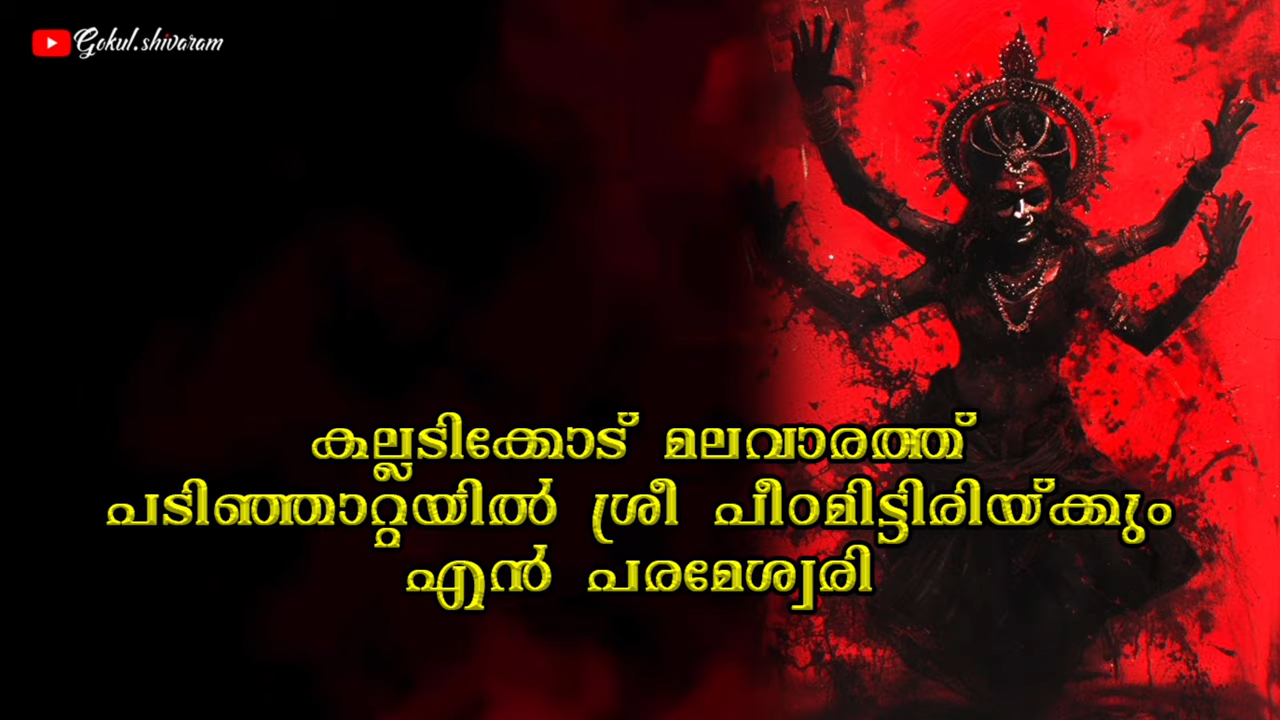 Gokul.shivaram
കല്ലടിക്കോട് മലവാരത്ത്
പടിഞ്ഞാറ്റയിൽ ശ്രീ പീഠമിട്ടിരിയ്ക്കും
എൻ പരമേശ്വരി